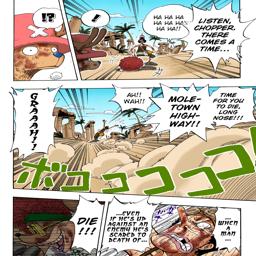 LISTEN,
CHOPPER,
THERE
COMES A
TIME...
HA HA HA
HA HA HA
HA HA!!
!
!?
TIME FOR
YOU TO DIE,
LONG
NOSE!!!
MOLE-
TOWN
HIGH-
WAY!!
AH!!
WAH!!
GRAAAH!!
ボコココココ
...WHEN
A MAN...
...EVEN
IF HE'S UP
AGAINST AN
ENEMY HE'S
SCARED TO
DEATH OF...
DIE!!!